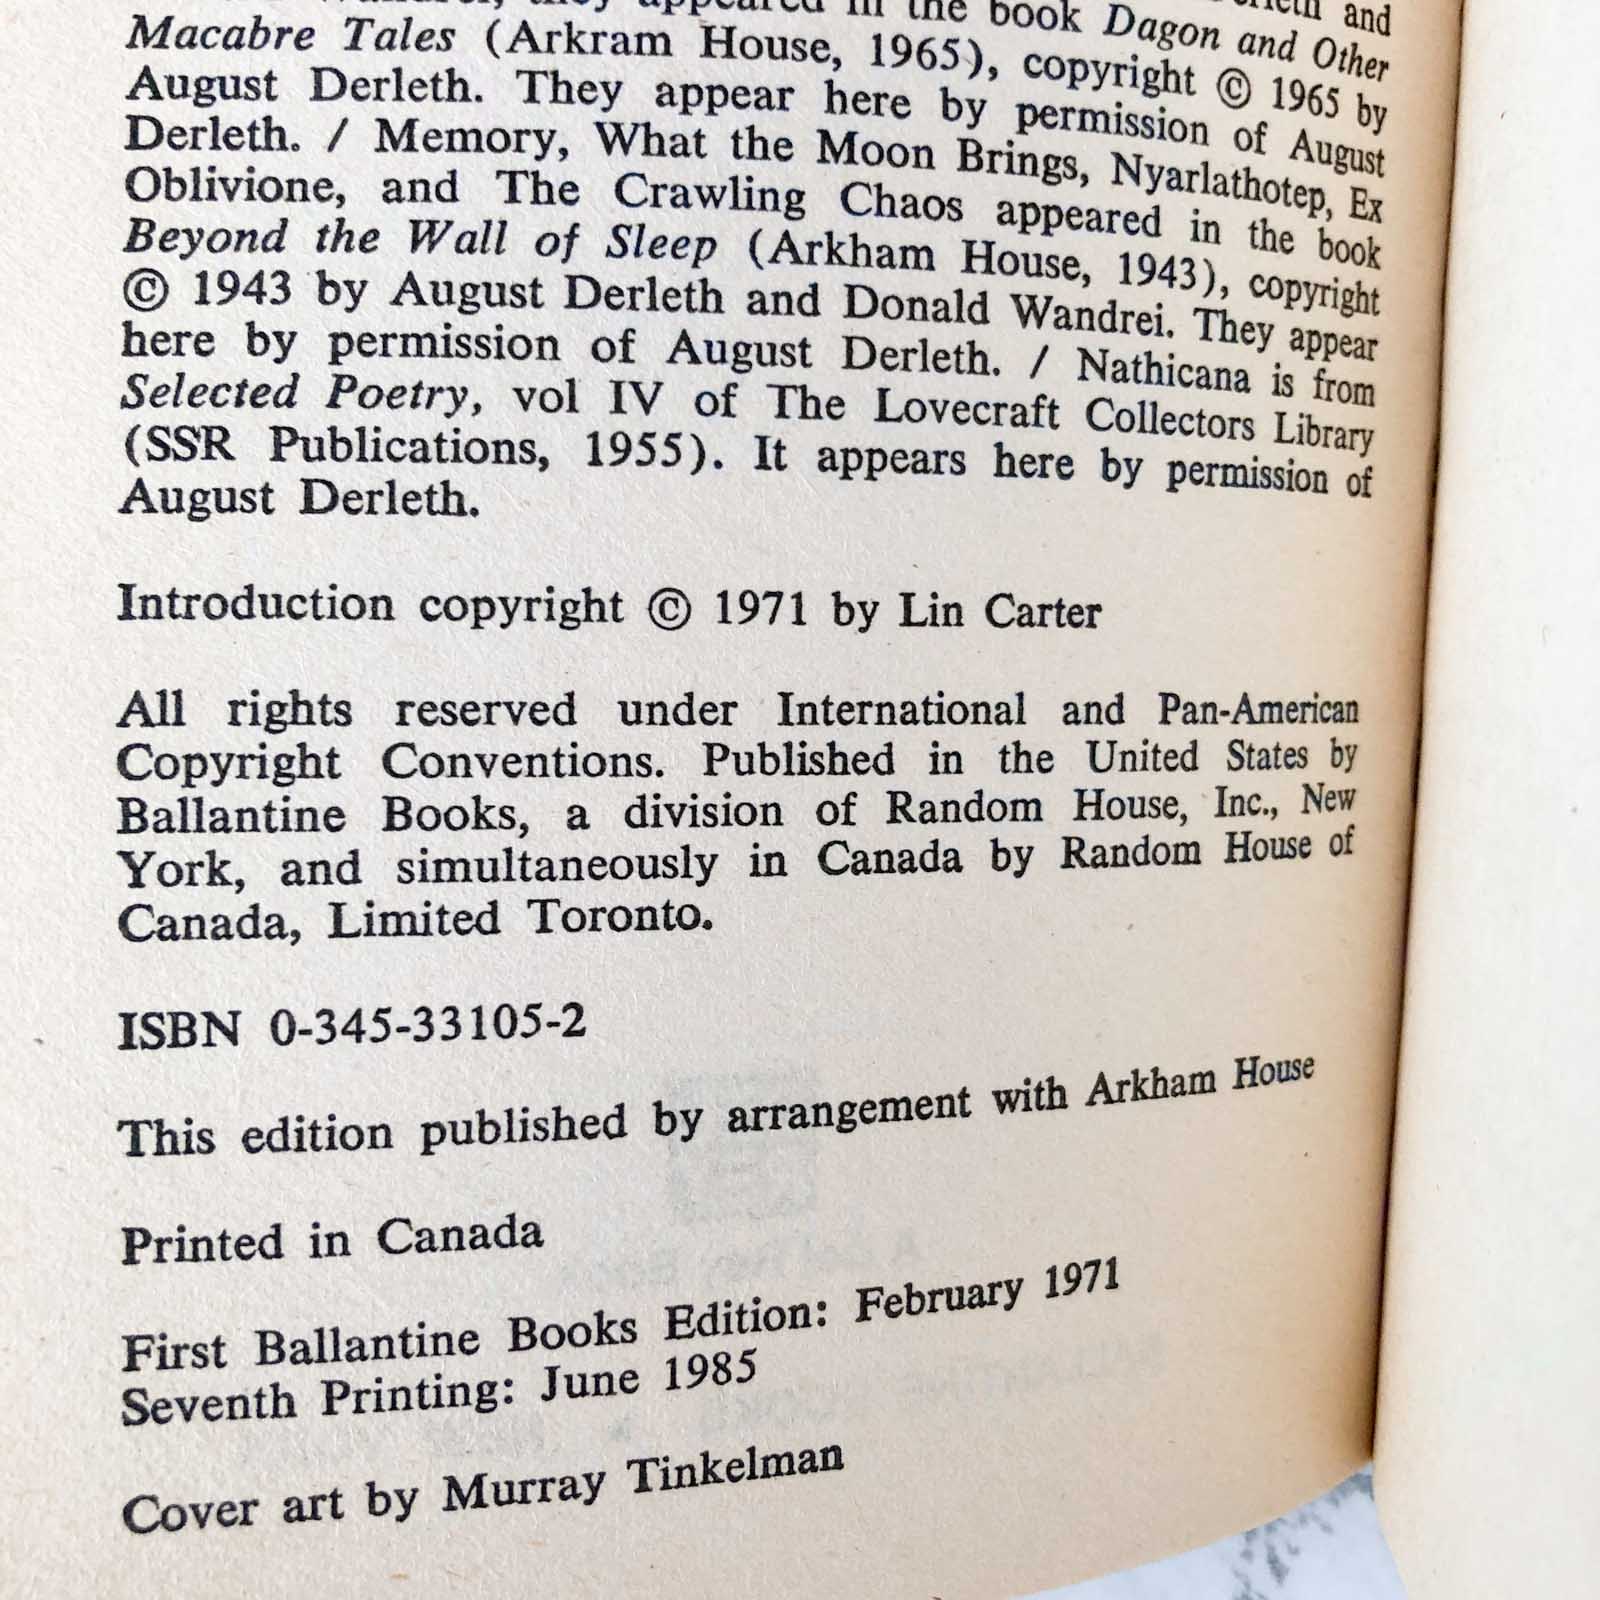 they appeared in the book Dagon and Other
Macabre Tales (Arkram House, 1965), copyright © 1965 by
August Derleth. They appear here by permission of August
Derleth. / Memory, What the Moon Brings, Nyarlathotep, Ex
Oblivione, and The Crawling Chaos appeared in the book
Beyond the Wall of Sleep (Arkham House, 1943), copyright
© 1943 by August Derleth and Donald Wandrei. They appear
here by permission of August Derleth. / Nathicana is from
Selected Poetry, vol IV of The Lovecraft Collectors Library
(SSR Publications, 1955). It appears here by permission of
August Derleth.
Introduction copyright © 1971 by Lin Carter
All rights reserved under International and Pan-American
Copyright Conventions. Published in the United States by
Ballantine Books, a division of Random House, Inc., New
York, and simultaneously in Canada by Random House of
Canada, Limited Toronto.
ISBN 0-345-33105-2
This edition published by arrangement with Arkham House
Printed in Canada
First Ballantine Books Edition: February 1971
Seventh Printing: June 1985
Cover art by Murray Tinkelman